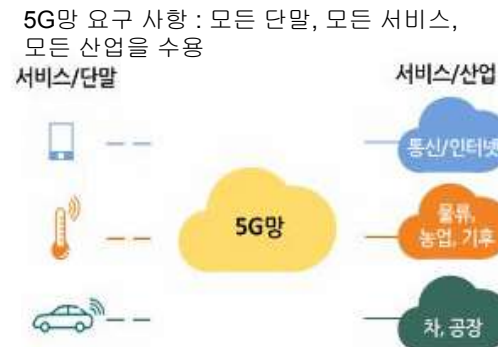 5G망 요구 사항 : 모든 단말, 모든 서비스,
모든 산업을 수용
서비스/단말
서비스/산업
통신/인터넷
5G망
물류,
농업, 기후
차, 공장